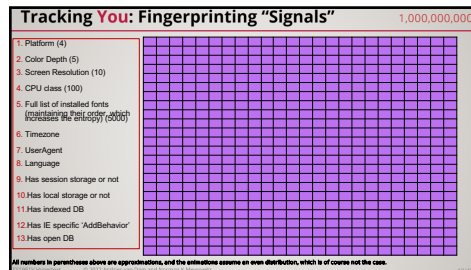 Tracking You: Fingerprinting “Signals”
1,000,000,000
1. Platform (4)
2. Color Depth (5)
3. Screen Resolution (10)
4. CPU class (100)
5. Full list of installed fonts
(maintaining their order, which
increases the entropy) (5000)
6. Timezone
7. UserAgent
8. Language
9. Has session storage or not
10.Has local storage or not
11.Has indexed DB
12.Has IE specific ‘AddBehavior’
13.Has open DB
All numbers in parentheses above are approximations, and the animations assume an even distribution, which is of course not the case.